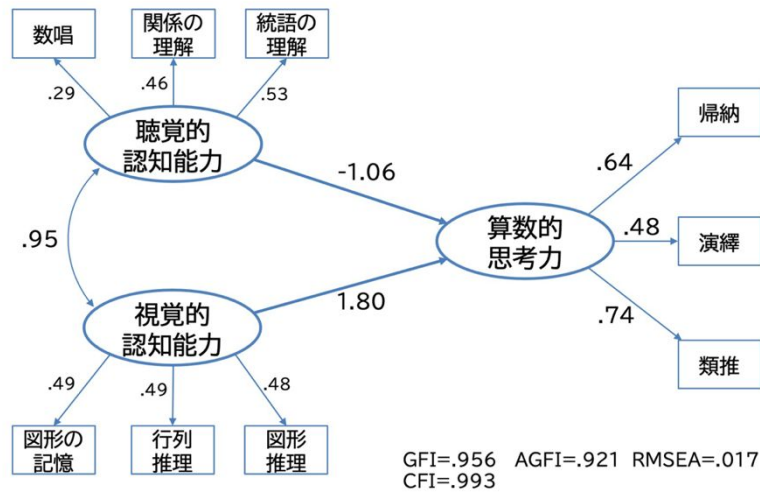 数唱
関係の
理解
統語の
理解
.29
.46
.53
聴覚的
認知能力
-1.06
.95
算数的
思考力
.64
帰納
.48
演繹
.74
類推
視覚的
認知能力
1.80
.49
.49
.48
図形の
記憶
行列
推理
図形
推理
GFI=.956 AGFI=.921 RMSEA=.017
CFI=.993